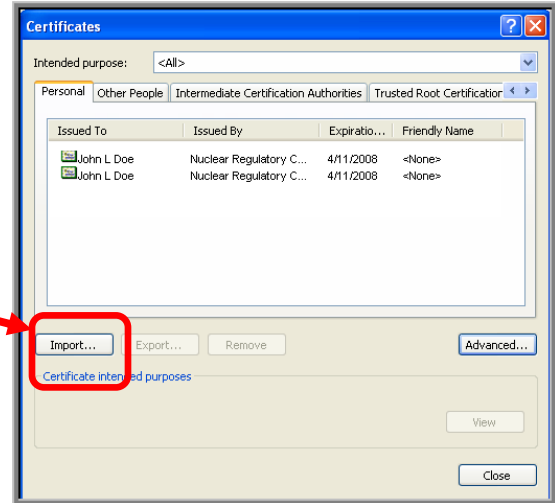 Certificates
Intended purpose: <All>
Personal Other People Intermediate Certification Authorities Trusted Root Certification
Issued To Issued By Expiratio... Friendly Name
John L Doe Nuclear Regulatory C... 4/11/2008 <None>
John L Doe Nuclear Regulatory C... 4/11/2008 <None>
Import... Export... Remove Advanced...
Certificate intended purposes
View
Close